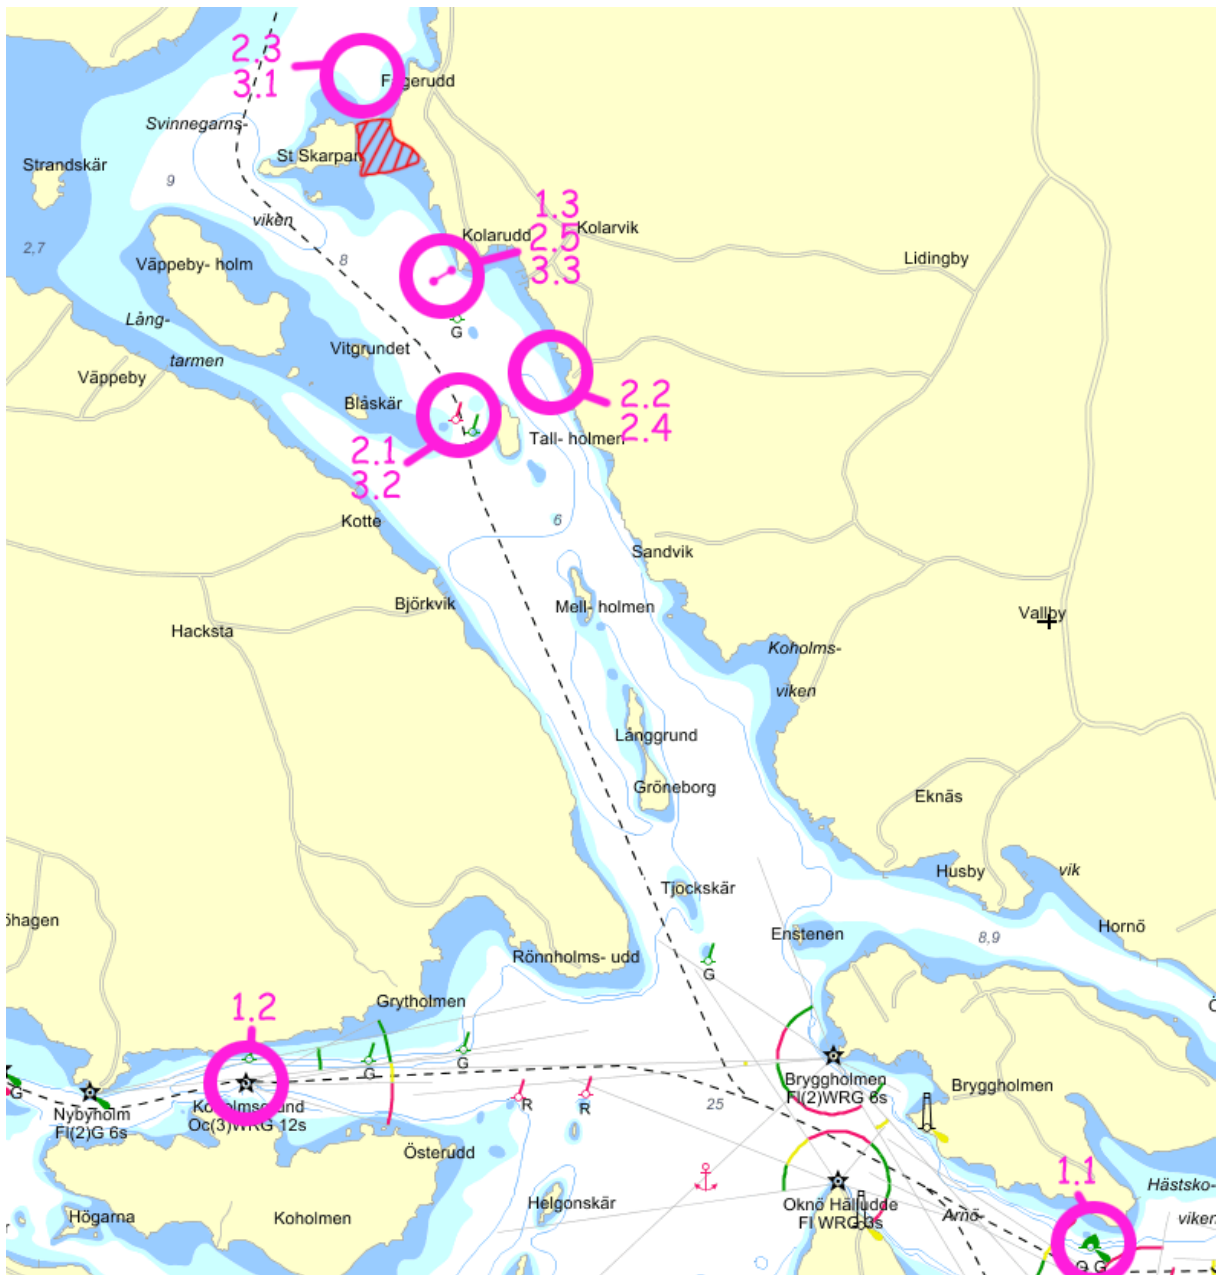 2.3
3.1
Fagerudd
Svinnegarns-
St Skarpan
Strandskär
9
viken
1.3
2.5
3.3
Kolarudd
Kolarvik
2,7
8
Väppeby- holm
Lidingby
Lång-
tarmen
G
Vitgrundet
Väppeby
Blåskär
2.2
2.4
2.1
3.2
Tall- holmen
Kotte
6
Sandvik
Björkvik
Mell- holmen
Vallby
Hacksta
Koholms-
viken
Långgrund
Gröneborg
Eknäs
Husby
vik
Tjockskär
öhagen
Enstenen
8,9
Hornö
Rönnholms- udd
G
Grytholmen
1.2
G
G
G
Nybyholm
Fl(2)G 6s
Koholmssund
Oc(3)WRG 12s
R
R
25
Bryggholmen
Fl(2)WRG 6s
Bryggholmen
Österudd
Högarna
Koholmen
Helgonskär
Oknö Hälludde
Fl WRG 3s
Arnö-
1.1
Hästsko-
viken
G G